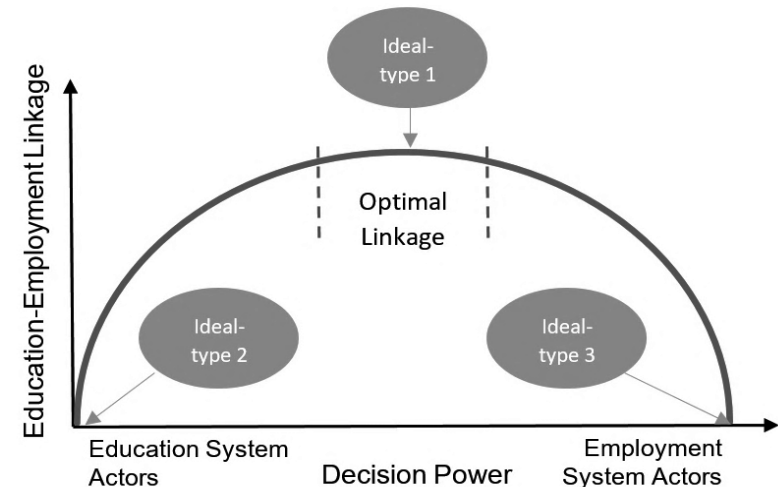 Ideal-
type 1
Education-Employment Linkage
Optimal
Linkage
Ideal-
type 2
Ideal-
type 3
Education System
Actors
Decision Power
Employment
System Actors